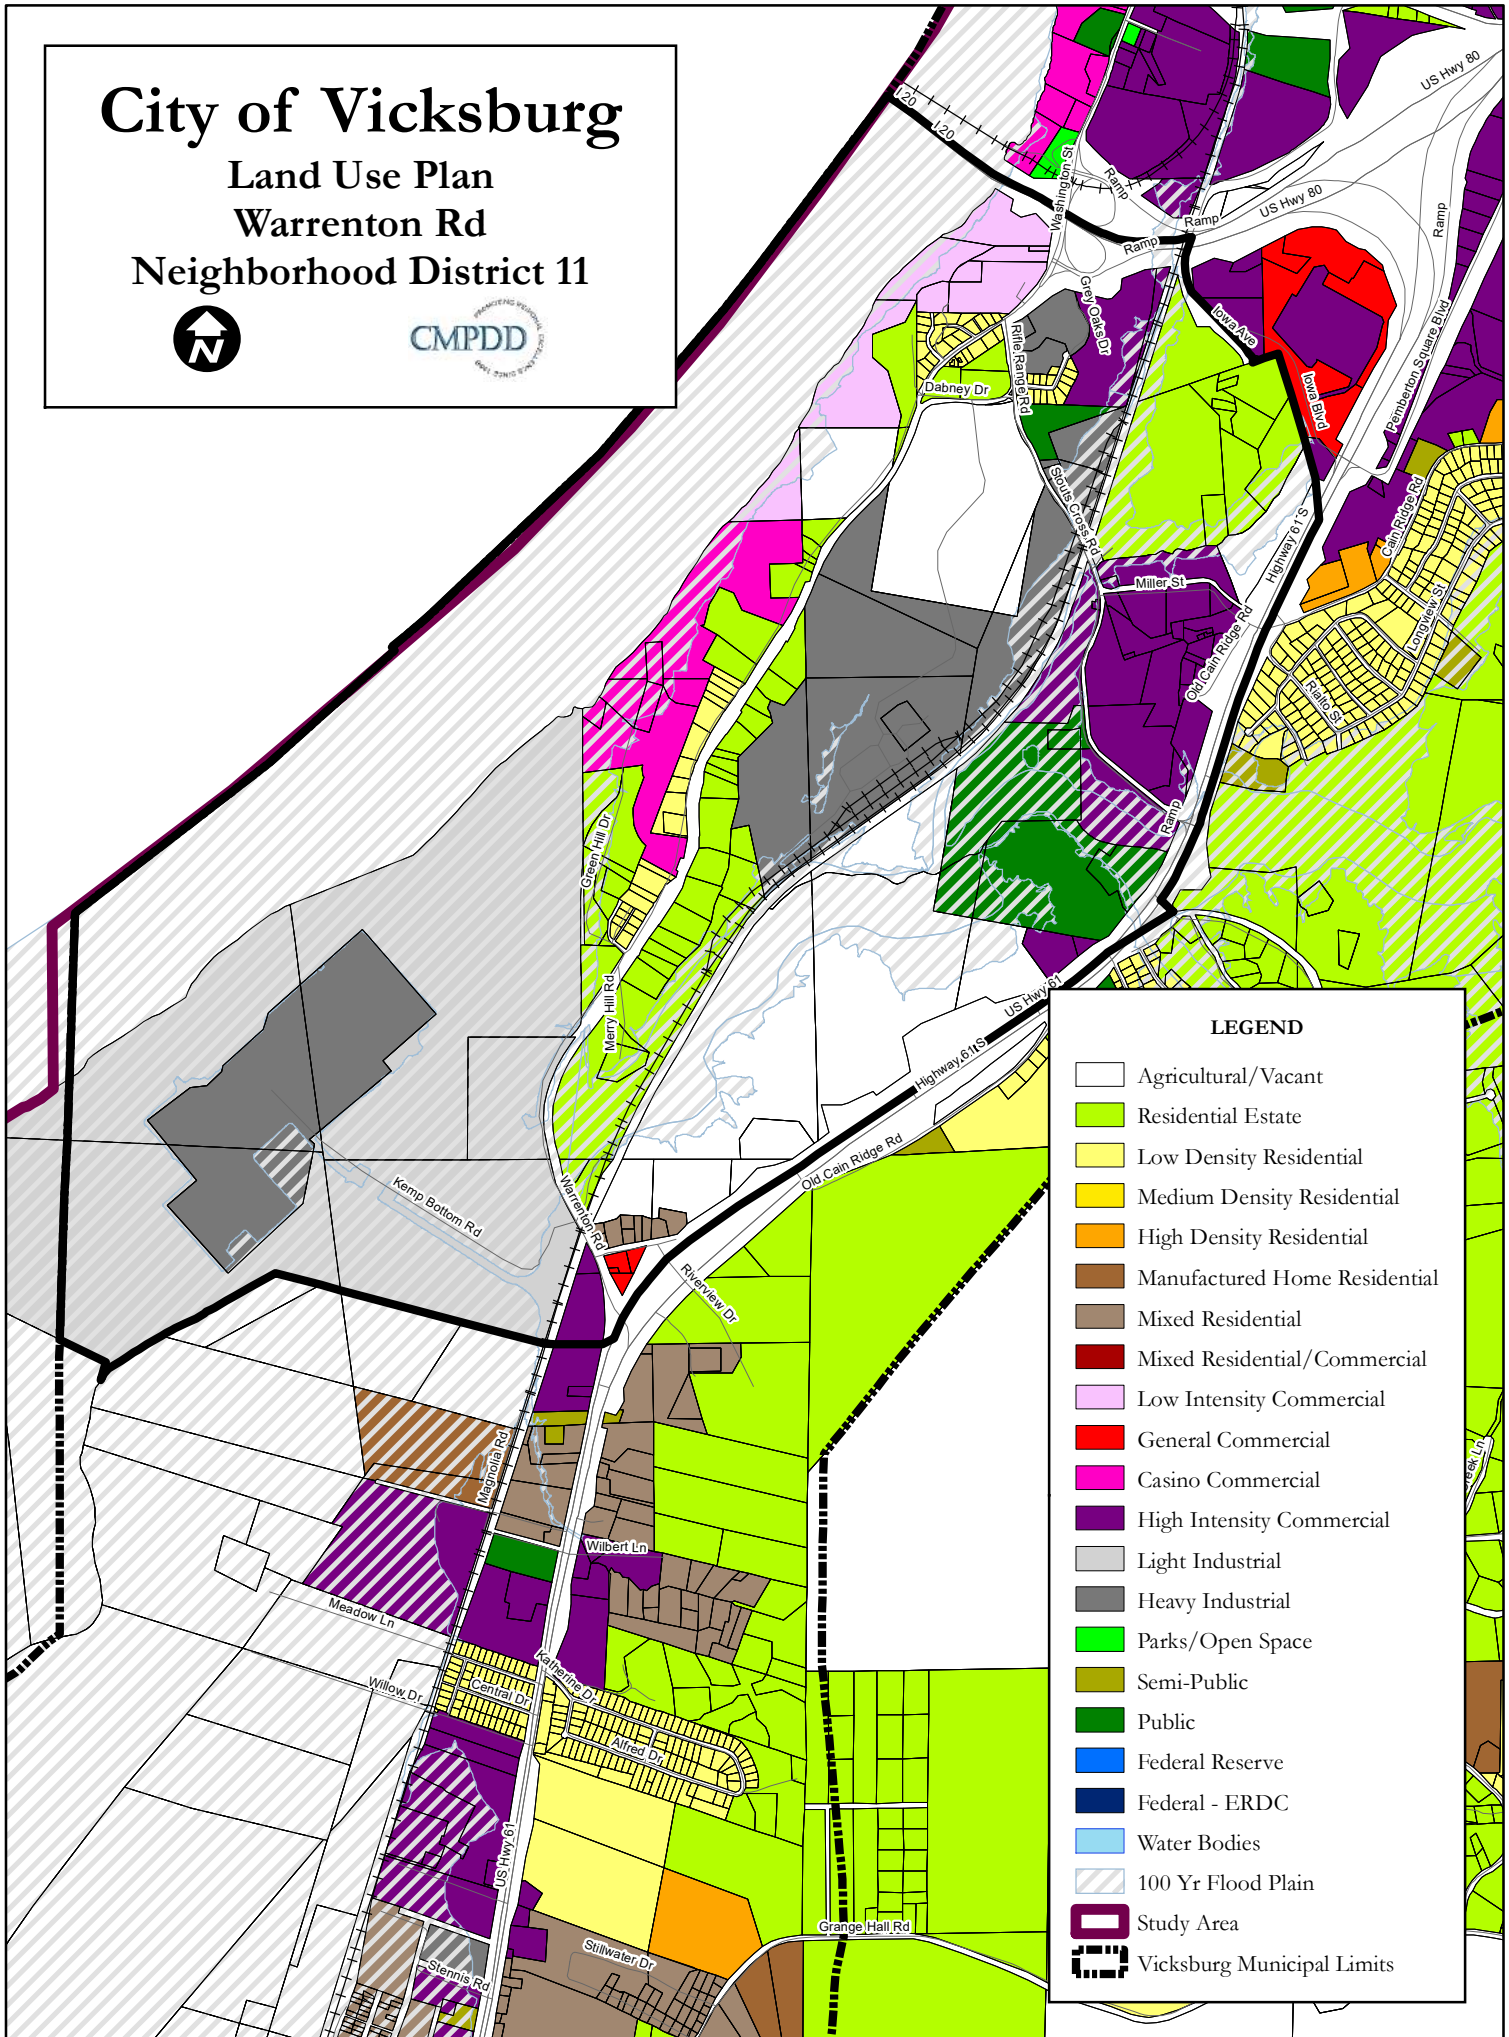 City of Vicksburg
Land Use Plan
Warrenton Rd
Neighborhood District 11
N
CMPDD
I 20
I 20
Washington St
Ramp
US Hwy 80
US Hwy 80
Ramp
Ramp
Ramp
Grey Oaks Dr
Rifle Range Rd
Iowa Ave
Iowa Blvd
Pemberton Square Blvd
Dabney Dr
Stouts Cross Rd
Miller St
Highway 61 S
Cain Ridge Rd
Old Cain Ridge Rd
Longview St
Rialto St
Ramp
Green Hill Dr
Merry Hill Rd
US Hwy 61
Highway 61 S
Old Cain Ridge Rd
Kemp Bottom Rd
Warrenton Rd
Riverview Dr
Magnolia Rd
Wilbert Ln
Meadow Ln
Willow Dr
Central Dr
Katherine Dr
Alfred Dr
US Hwy 61
Grange Hall Rd
Stillwater Dr
Stennis Rd
LEGEND
Agricultural/Vacant
Residential Estate
Low Density Residential
Medium Density Residential
High Density Residential
Manufactured Home Residential
Mixed Residential
Mixed Residential/Commercial
Low Intensity Commercial
General Commercial
Casino Commercial
High Intensity Commercial
Light Industrial
Heavy Industrial
Parks/Open Space
Semi-Public
Public
Federal Reserve
Federal - ERDC
Water Bodies
100 Yr Flood Plain
Study Area
Vicksburg Municipal Limits